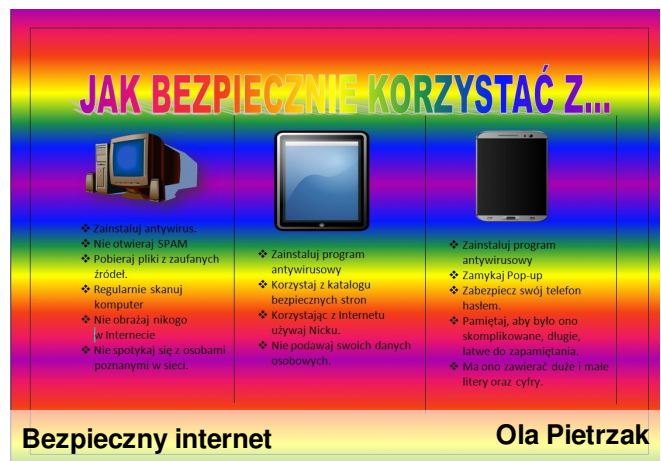 JAK BEZPIECZNIE KORZYSTAĆ Z...
❖ Zainstaluj antywirus.
❖ Nie otwieraj SPAM
❖ Pobieraj pliki z zaufanych
źródeł.
❖ Regularnie skanuj
komputer
❖ Nie obrażaj nikogo
w Internecie
❖ Nie spotykaj się z osobami
poznanymi w sieci.
❖ Zainstaluj program
antywirusowy
❖ Korzystaj z katalogu
bezpiecznych stron
❖ Korzystając z Internetu
używaj Nicku.
❖ Nie podawaj swoich danych
osobowych.
❖ Zainstaluj program
antywirusowy
❖ Zamykaj Pop-up
❖ Zabezpiecz swój telefon
hasłem.
❖ Pamiętaj, aby było ono
skomplikowane, długie,
łatwe do zapamiętania.
❖ Ma ono zawierać duże i małe
litery oraz cyfry.
Bezpieczny internet
Ola Pietrzak